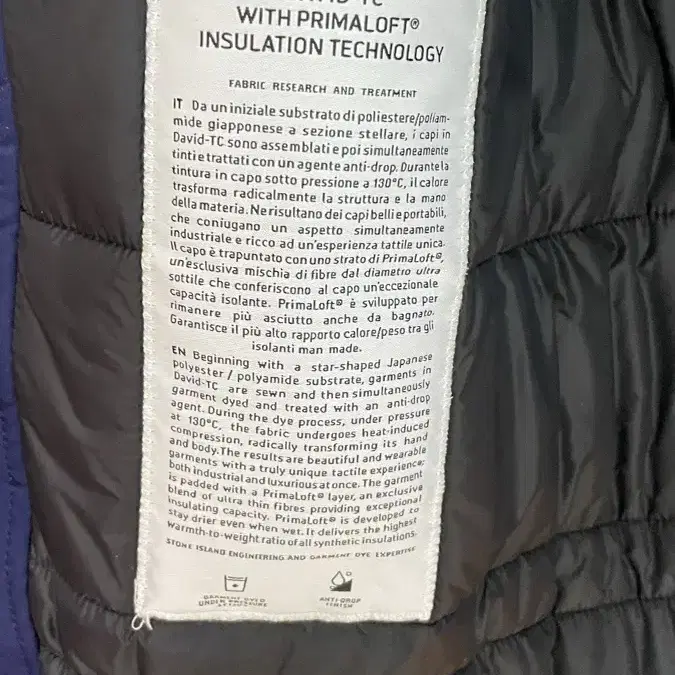 DAVID-TC
WITH PRIMALOFT®
INSULATION TECHNOLOGY
FABRIC RESEARCH AND TREATMENT
IT Da un iniziale substrato di poliestere/poliam-
mide giapponese a sezione stellare, i capi in
David-TC sono assemblati e poi simultaneamente
tinti e trattati con un agente anti-drop. Durante la
tintura in capo sotto pressione a 130°C, il calore
trasforma radicalmente la struttura e la mano
della materia. Ne risultano dei capi belli e portabili,
che coniugano un aspetto simultaneamente
industriale e ricco ad un'esperienza tattile unica.
Il capo è trapuntato con uno strato di PrimaLoft®,
un'esclusiva mischia di fibre dal diametro ultra
sottile che conferiscono al capo un'eccezionale
capacità isolante. PrimaLoft® è sviluppato per
rimanere più asciutto anche da bagnato.
Garantisce il più alto rapporto calore/peso tra gli
isolanti man made.
EN Beginning with a star-shaped Japanese
polyester / polyamide substrate, garments in
David-TC are sewn and then simultaneously
garment dyed and treated with an anti-drop
agent. During the dye process, under pressure
at 130°C, the fabric undergoes heat-induced
compression, radically transforming its hand
and body. The results are beautiful and wearable
garments with a truly unique tactile experience;
both industrial and luxurious at once. The garment
is padded with a PrimaLoft® layer, an exclusive
blend of ultra thin fibres providing exceptional
insulating capacity. PrimaLoft® is developed to
stay drier even when wet. It delivers the highest
warmth-to-weight ratio of all synthetic insulations.
STONE ISLAND ENGINEERING AND GARMENT DYE EXPERTISE
GARMENT DYED
UNDER PRESSURE
ANTI-DROP
FINISH